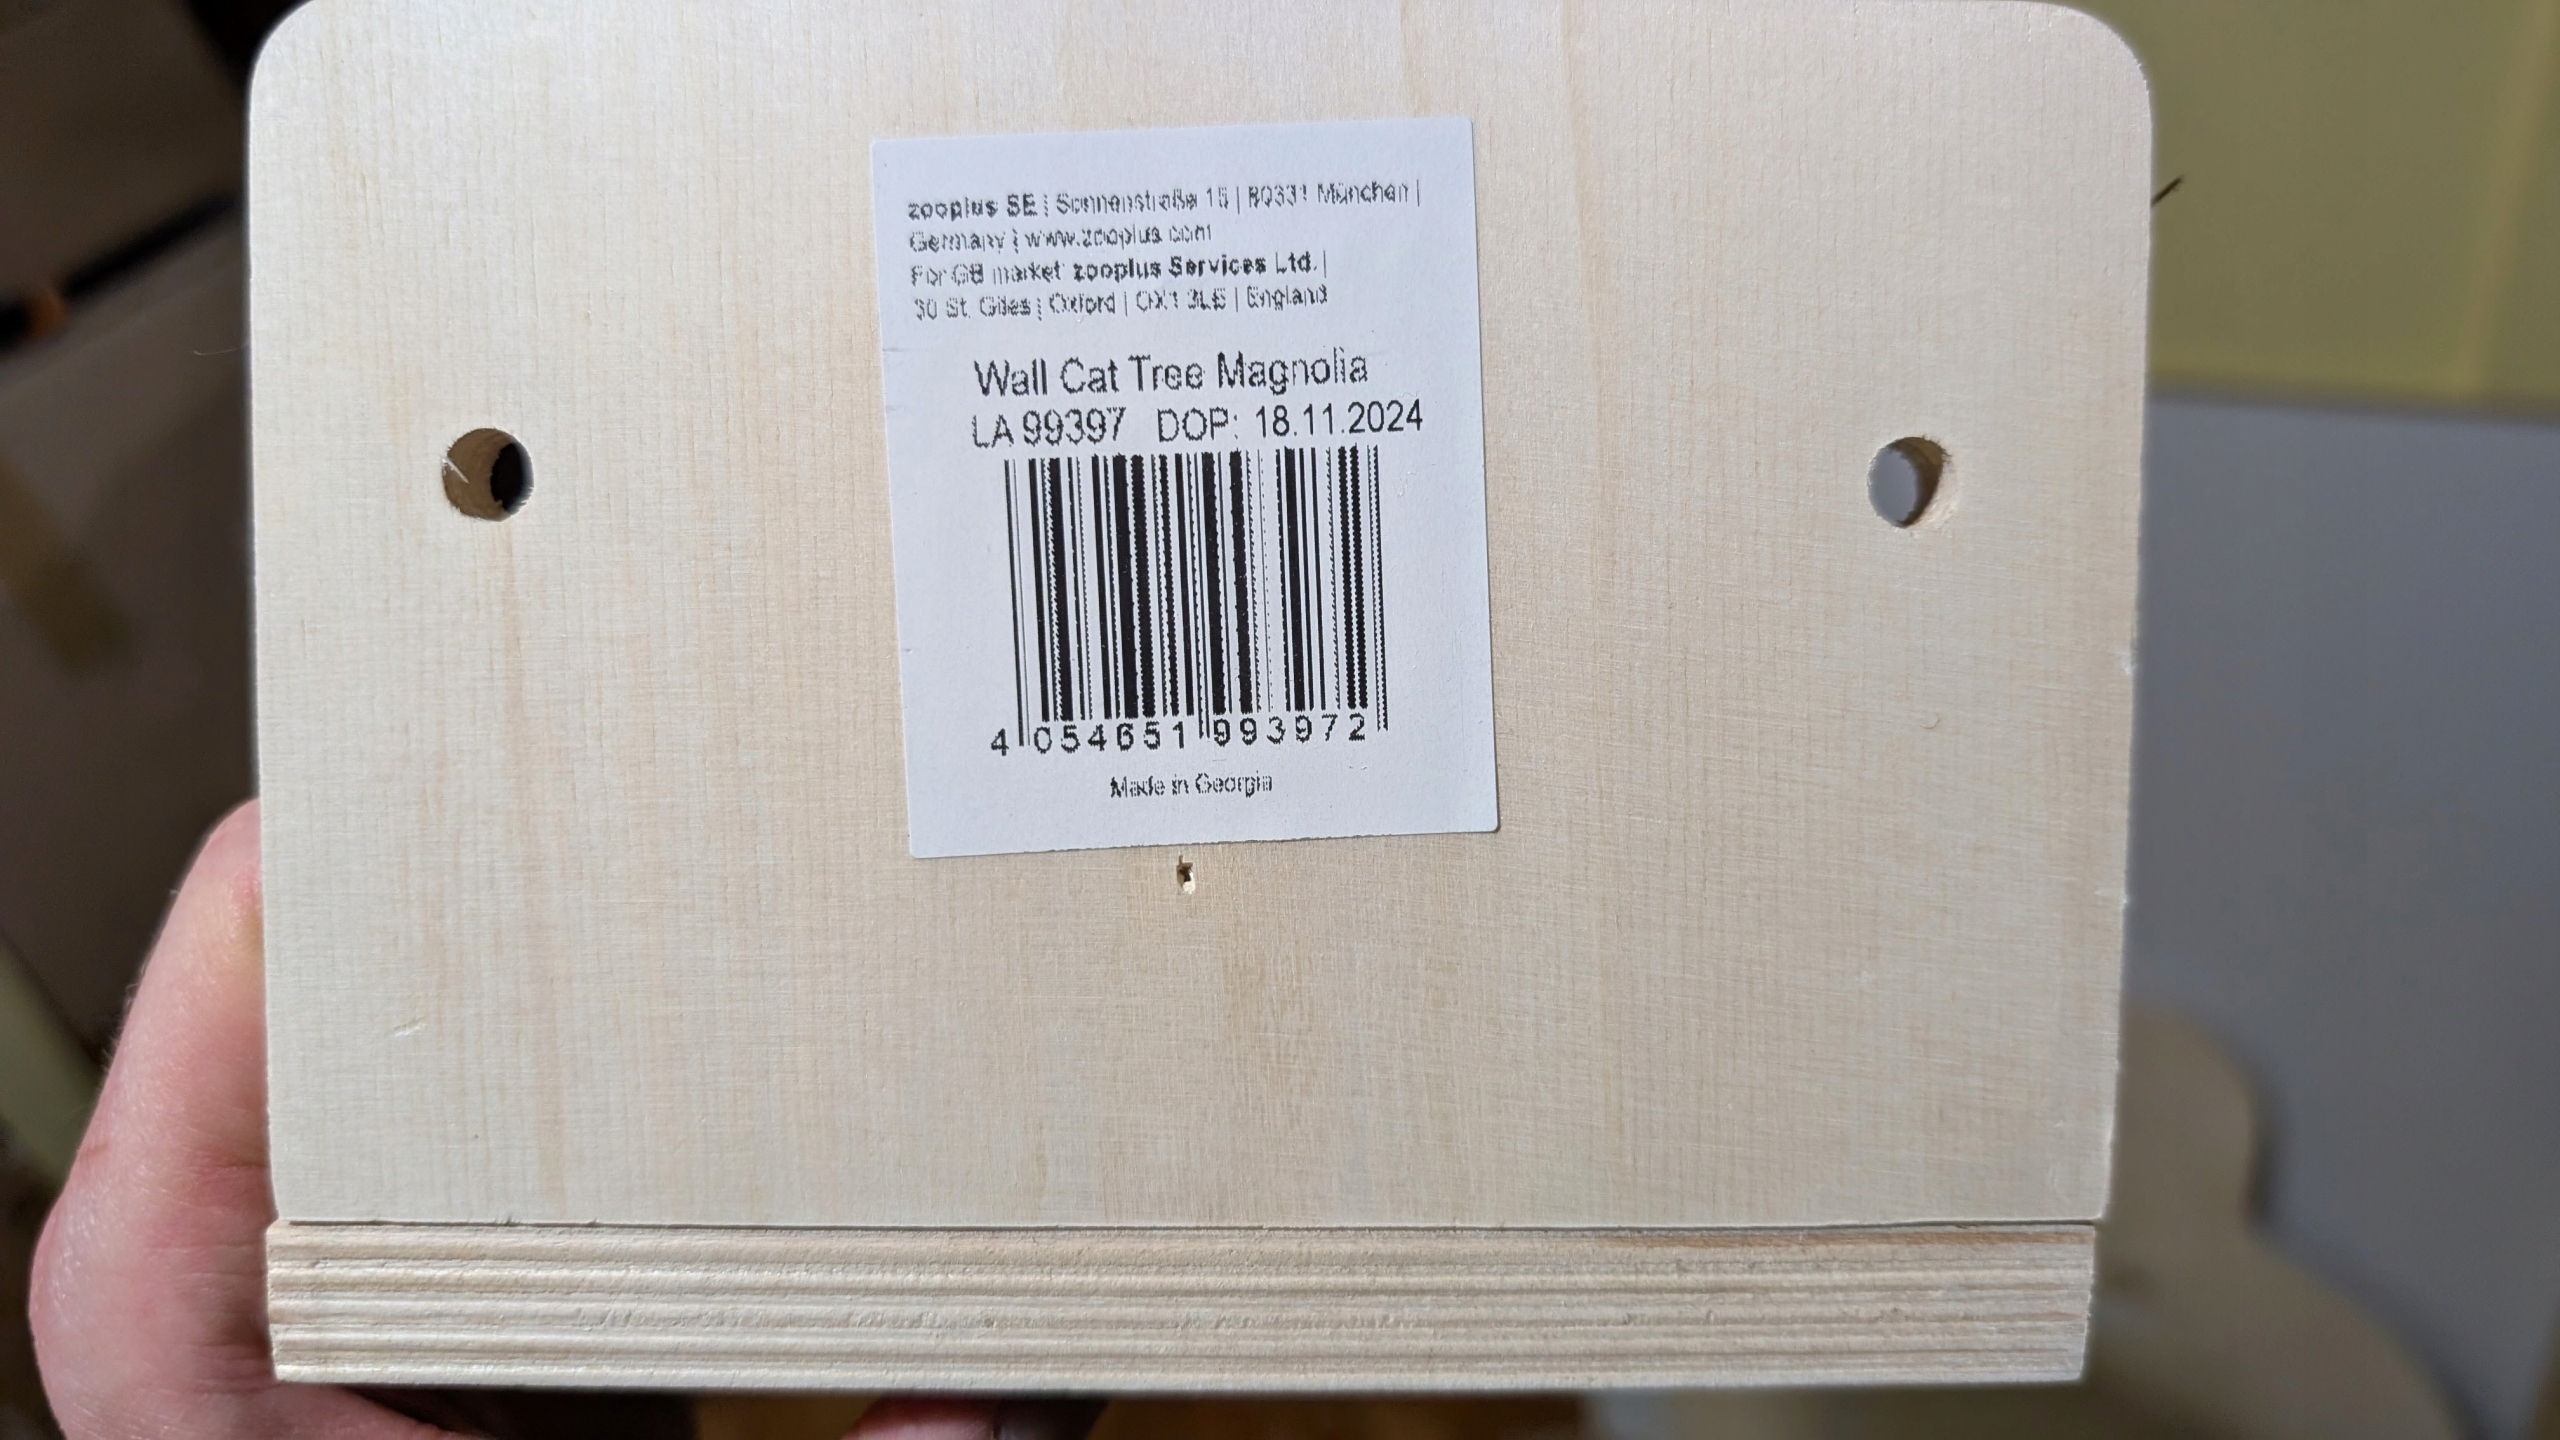 zooplus SE | Sonnenstraße 15 | 80331 München |
Germany | www.zooplus.com
For GB market: zooplus Services Ltd. |
30 St. Giles | Oxford | OX1 3LE | England
Wall Cat Tree Magnolia
LA 99397 DOP: 18.11.2024
4 054651 993972
Made in Georgia